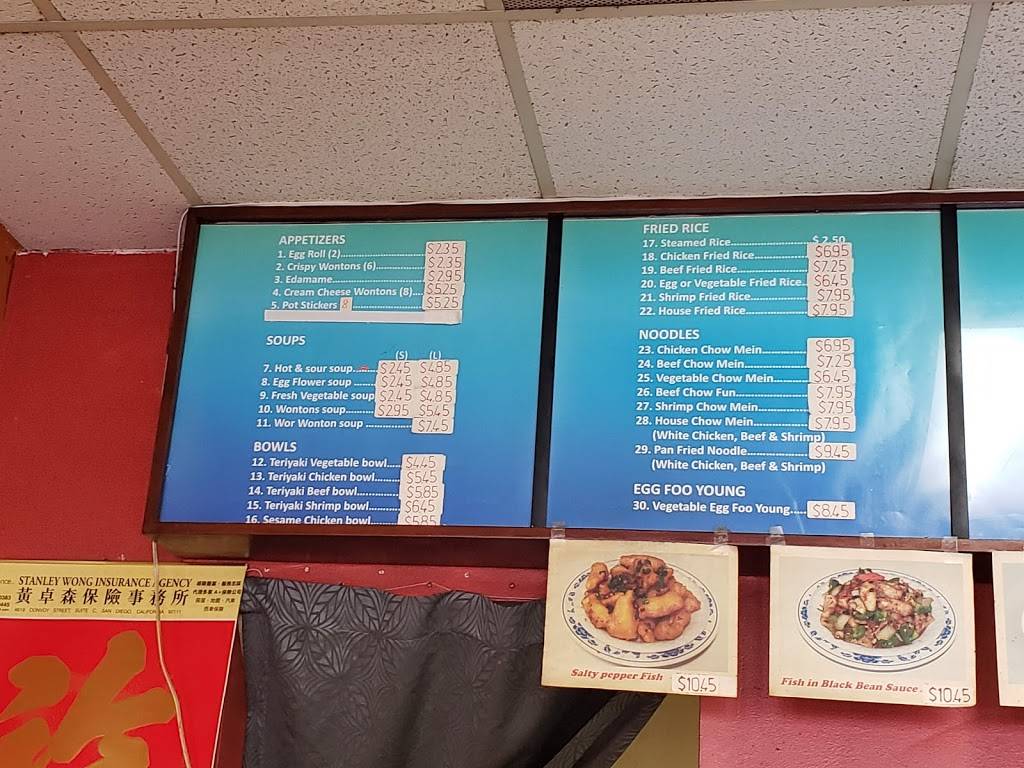 APPETIZERS
1. Egg Roll (2) $2.35
2. Crispy Wontons (6) $2.35
3. Edamame $2.95
4. Cream Cheese Wontons (8) $5.25
5. Pot Stickers 8 $5.25
SOUPS
(S) (L)
7. Hot & sour soup $2.45 $4.85
8. Egg Flower soup $2.45 $4.85
9. Fresh Vegetable soup $2.45 $4.85
10. Wontons soup $2.95 $5.45
11. Wor Wonton soup $7.45
BOWLS
12. Teriyaki Vegetable bowl $4.45
13. Teriyaki Chicken bowl $5.45
14. Teriyaki Beef bowl $5.85
15. Teriyaki Shrimp bowl $6.45
16. Sesame Chicken bowl $5.85
FRIED RICE
17. Steamed Rice $2.50
18. Chicken Fried Rice $6.95
19. Beef Fried Rice $7.25
20. Egg or Vegetable Fried Rice $6.45
21. Shrimp Fried Rice $7.95
22. House Fried Rice $7.95
NOODLES
23. Chicken Chow Mein $6.95
24. Beef Chow Mein $7.25
25. Vegetable Chow Mein $6.45
26. Beef Chow Fun $7.95
27. Shrimp Chow Mein $7.95
28. House Chow Mein $7.95
(White Chicken, Beef & Shrimp)
29. Pan Fried Noodle $9.45
(White Chicken, Beef & Shrimp)
EGG FOO YOUNG
30. Vegetable Egg Foo Young $8.45
Salty pepper Fish $10.45
Fish in Black Bean Sauce. $10.45
STANLEY WONG INSURANCE AGENCY
黃卓森保險事務所
4619 CONVOY STREET, SUITE C, SAN DIEGO, CALIFORNIA 92111